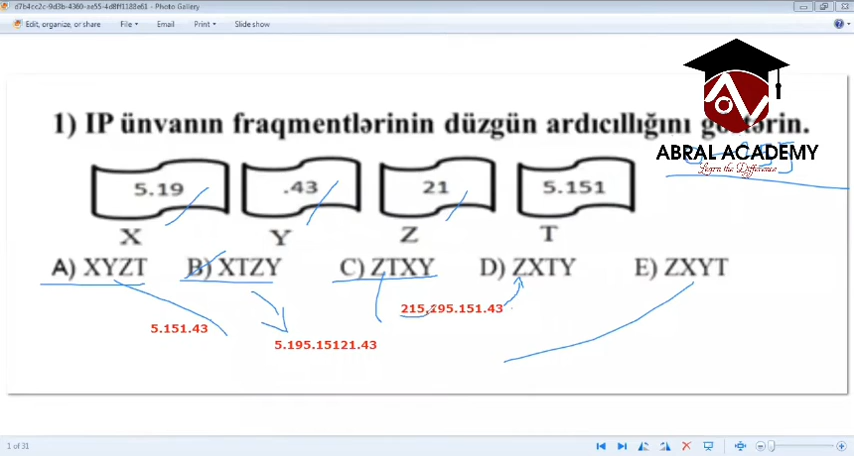 d7b4cc2c-9d3b-4360-ae55-4d8ff1188e61 - Photo Gallery
Edit, organize, or share File Email Print Slide show
1) IP ünvanın fraqmentlərinin düzgün ardıcıllığını
ABRAL ACADEMY
Learn the Difference
5.19 .43 21 5.151
X Y Z T
A) XYZT B) XTZY C) ZTXY D) ZXTY E) ZXYT
215,195.151.43
5.151.43
5.195.15121.43
1 of 31